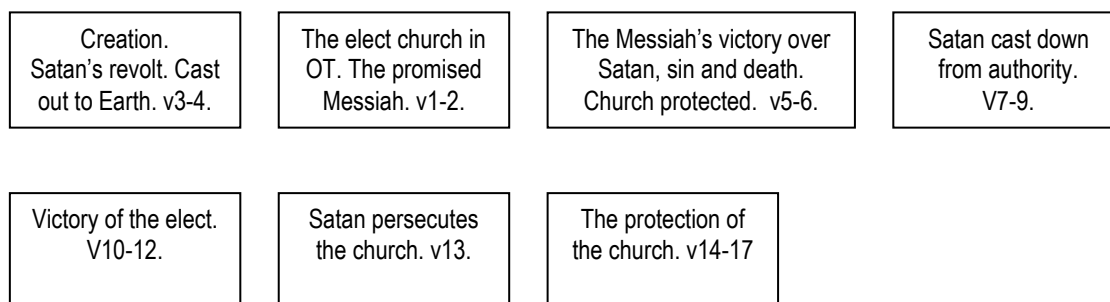 Creation.
Satan’s revolt. Cast
out to Earth. v3-4.
The elect church in
OT. The promised
Messiah. v1-2.
The Messiah’s victory over
Satan, sin and death.
Church protected.  v5-6.
Satan cast down
from authority.
V7-9.
Victory of the elect.
V10-12.
Satan persecutes
the church. v13.
The protection of
the church. v14-17